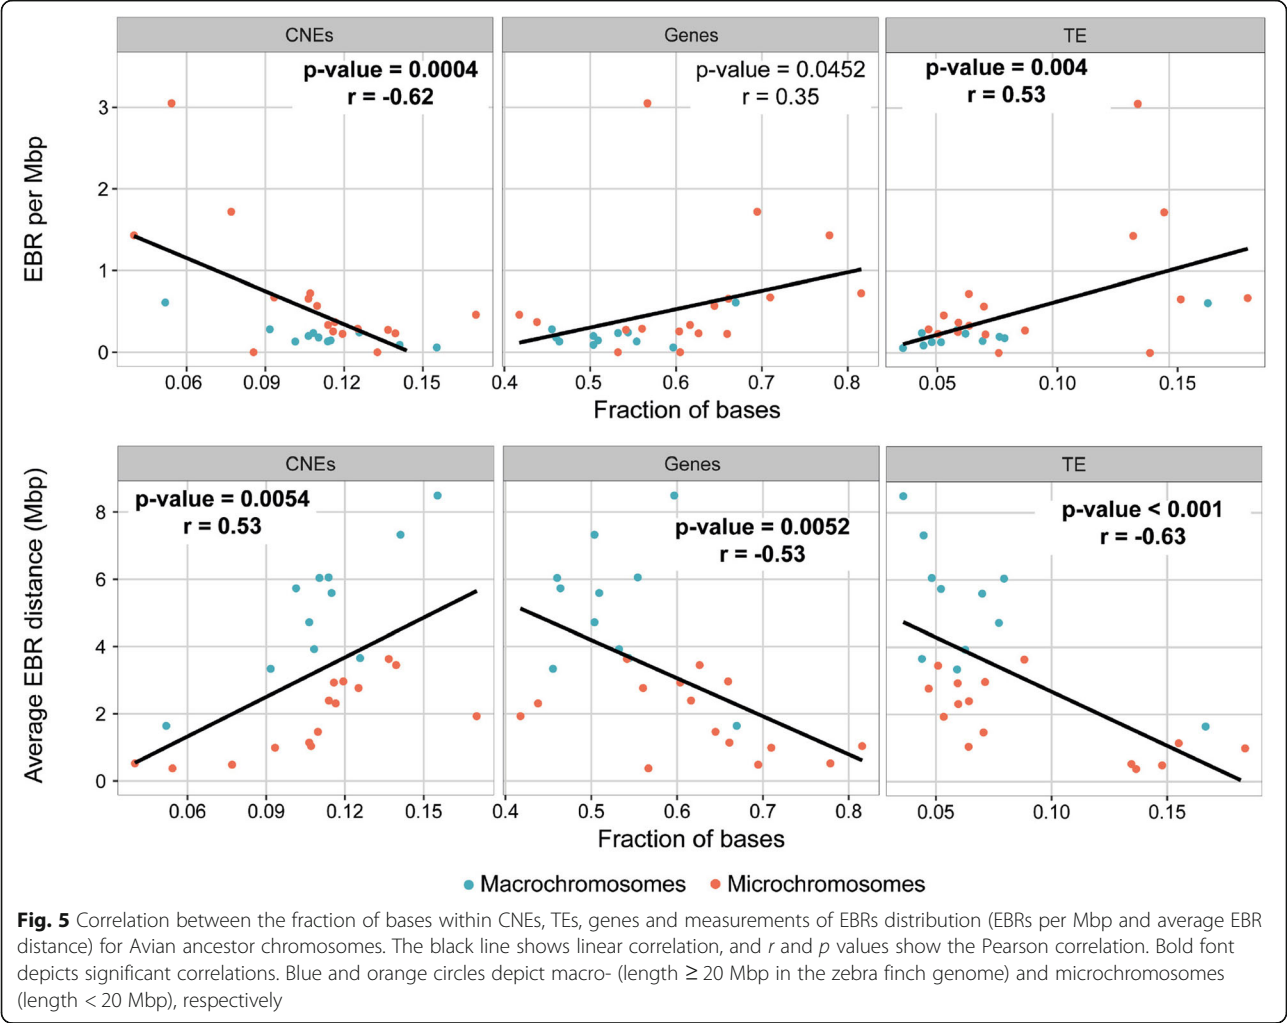 CNEs Genes TE
p-value = 0.0004 p-value = 0.0452 p-value = 0.004
r = -0.62 r = 0.35 r = 0.53
EBR per Mbp
3
2
1
0
0.06 0.09 0.12 0.15 0.4 0.5 0.6 0.7 0.8 0.05 0.10 0.15
Fraction of bases
CNEs Genes TE
p-value = 0.0054 p-value = 0.0052 p-value < 0.001
r = 0.53 r = -0.53 r = -0.63
Average EBR distance (Mbp)
8
6
4
2
0
0.06 0.09 0.12 0.15 0.4 0.5 0.6 0.7 0.8 0.05 0.10 0.15
Fraction of bases
Macrochromosomes Microchromosomes
Fig. 5 Correlation between the fraction of bases within CNEs, TEs, genes and measurements of EBRs distribution (EBRs per Mbp and average EBR
distance) for Avian ancestor chromosomes. The black line shows linear correlation, and r and p values show the Pearson correlation. Bold font
depicts significant correlations. Blue and orange circles depict macro- (length ≥ 20 Mbp in the zebra finch genome) and microchromosomes
(length < 20 Mbp), respectively